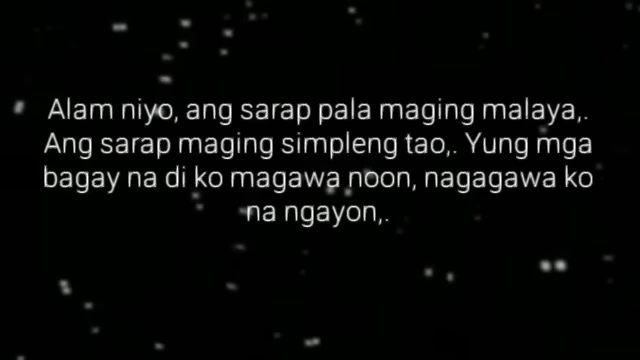 Alam niyo, ang sarap pala maging malaya,.
Ang sarap maging simpleng tao,. Yung mga
bagay na di ko magawa noon, nagagawa ko
na ngayon,.